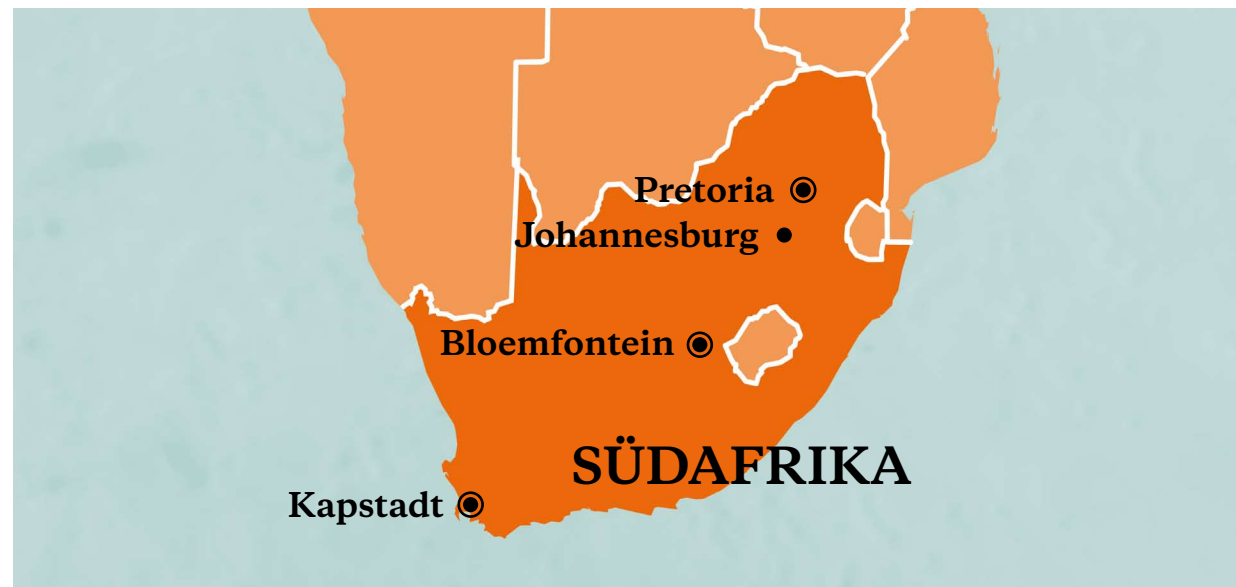 Pretoria
Johannesburg
Bloemfontein
SÜDAFRIKA
Kapstadt